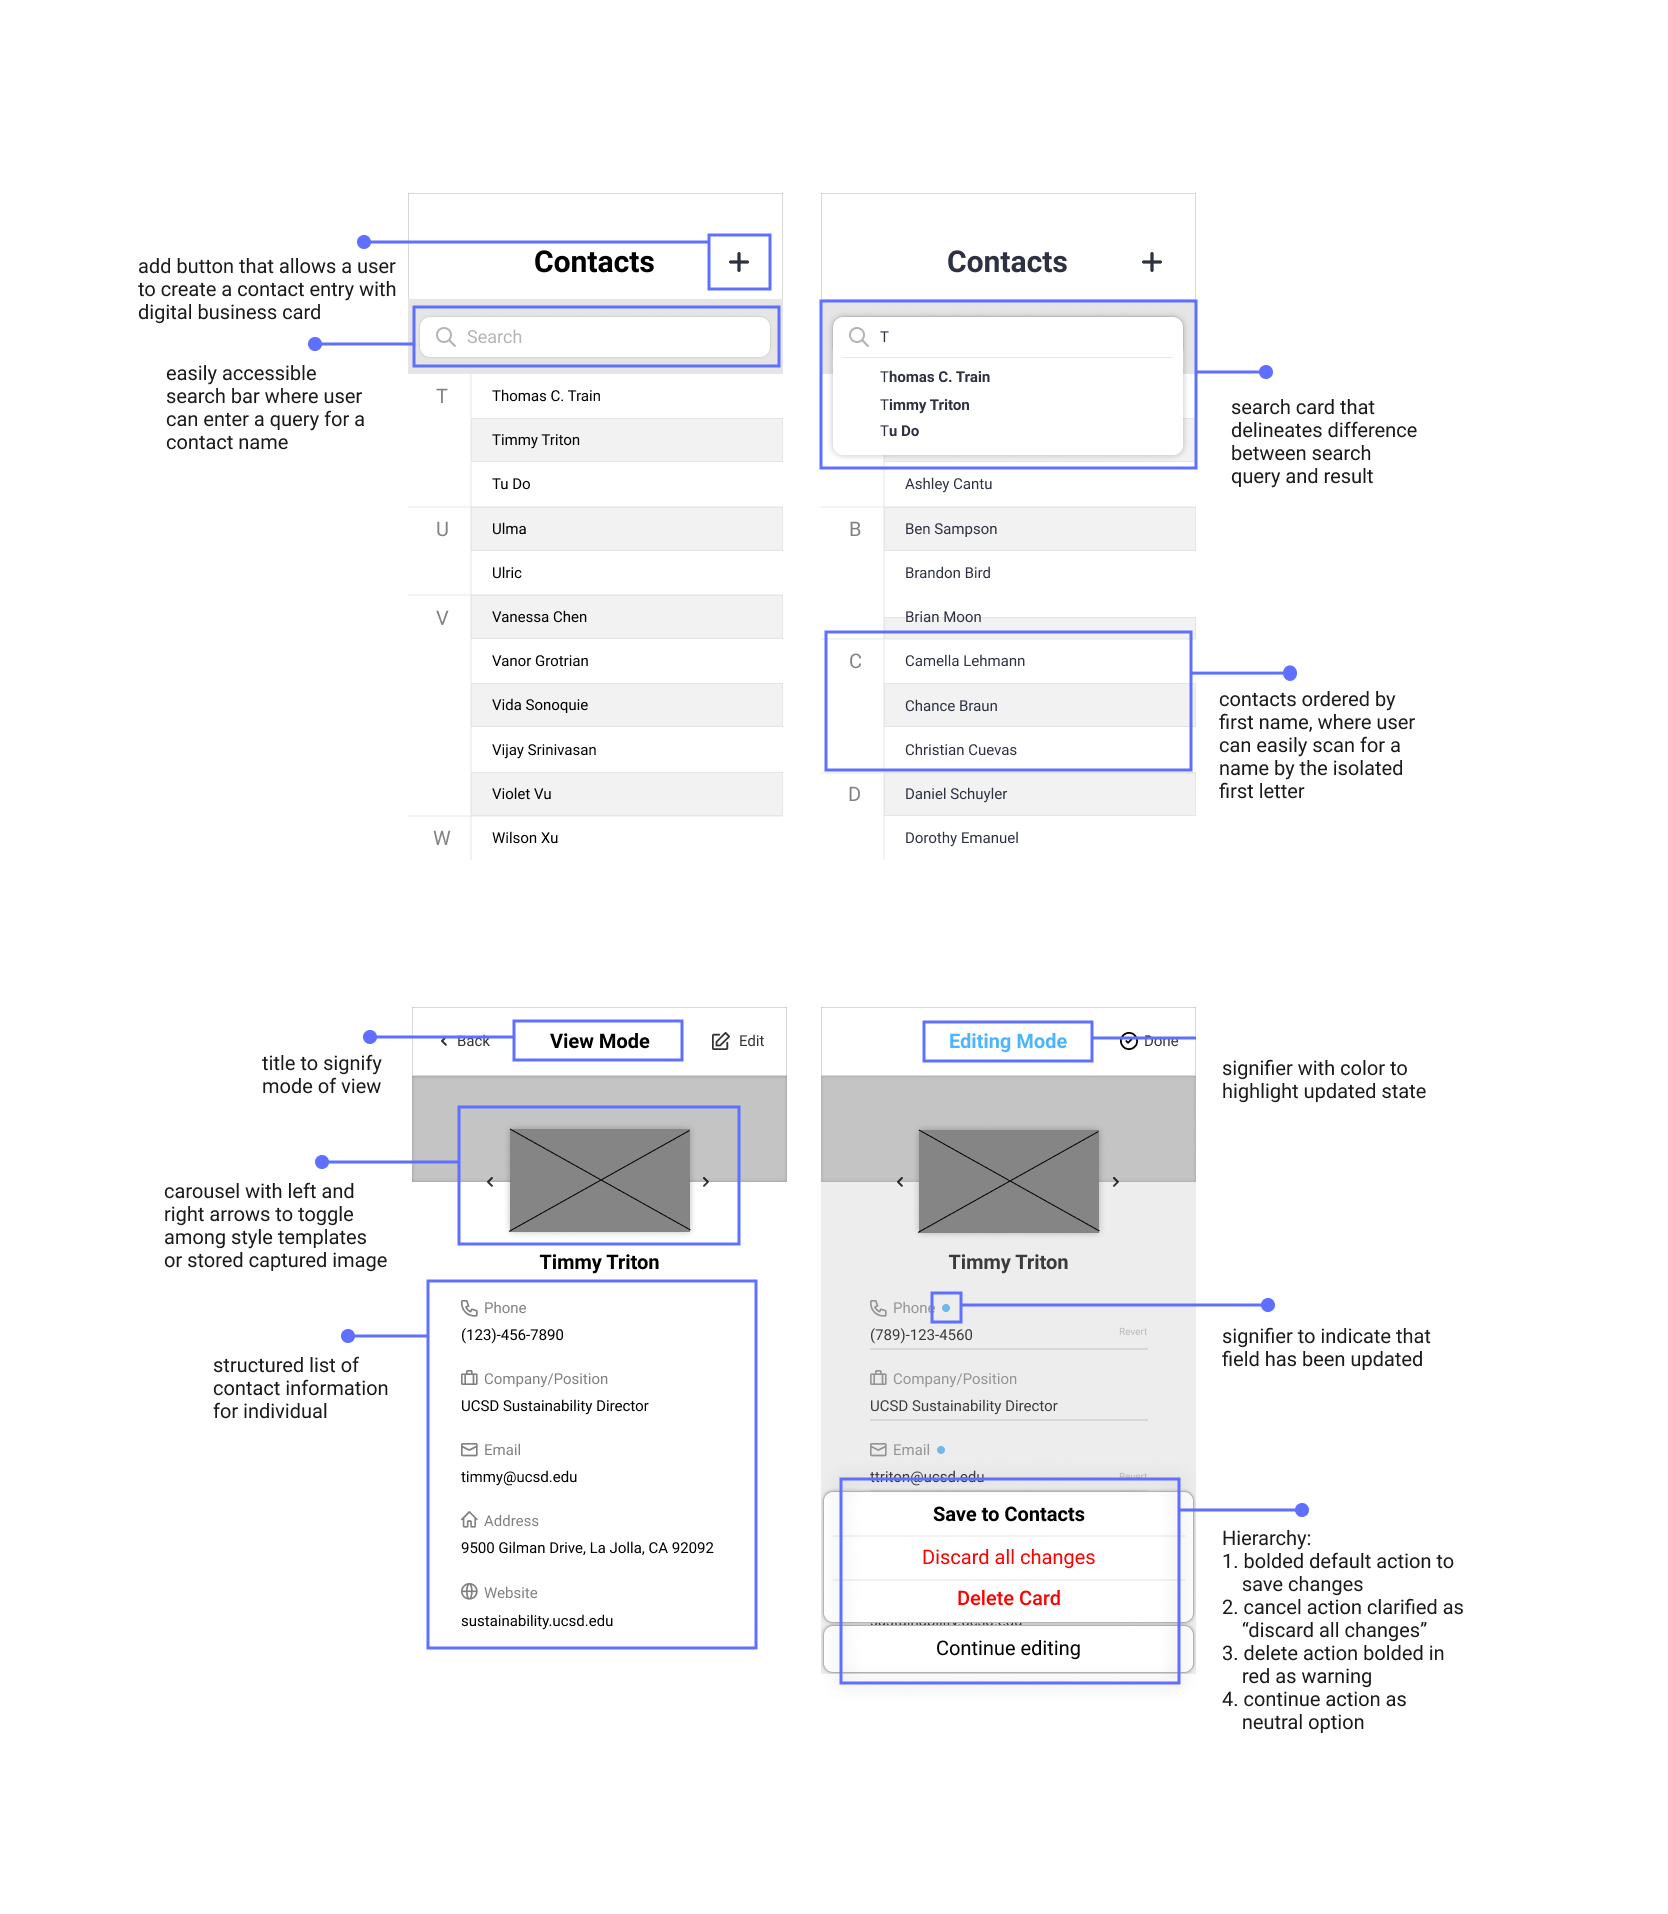 add button that allows a user
to create a contact entry with
digital business card
easily accessible
search bar where user
can enter a query for a
contact name
Contacts
+
Search
T
Thomas C. Train
Timmy Triton
Tu Do
U
Ulma
Ulric
V
Vanessa Chen
Vanor Grotrian
Vida Sonoquie
Vijay Srinivasan
Violet Vu
W
Wilson Xu
Contacts
+
T
Thomas C. Train
Timmy Triton
Tu Do
Ashley Cantu
B
Ben Sampson
Brandon Bird
Brian Moon
C
Camella Lehmann
Chance Braun
Christian Cuevas
D
Daniel Schuyler
Dorothy Emanuel
search card that
delineates difference
between search
query and result
contacts ordered by
first name, where user
can easily scan for a
name by the isolated
first letter
title to signify
mode of view
carousel with left and
right arrows to toggle
among style templates
or stored captured image
structured list of
contact information
for individual
Back
View Mode
Edit
Timmy Triton
Phone
(123)-456-7890
Company/Position
UCSD Sustainability Director
Email
timmy@ucsd.edu
Address
9500 Gilman Drive, La Jolla, CA 92092
Website
sustainability.ucsd.edu
Editing Mode
Done
Timmy Triton
Phone
(789)-123-4560
Revert
Company/Position
UCSD Sustainability Director
Email
ttriton@ucsd.edu
Revert
Save to Contacts
Discard all changes
Delete Card
Continue editing
signifier with color to
highlight updated state
signifier to indicate that
field has been updated
Hierarchy:
1. bolded default action to
save changes
2. cancel action clarified as
“discard all changes”
3. delete action bolded in
red as warning
4. continue action as
neutral option